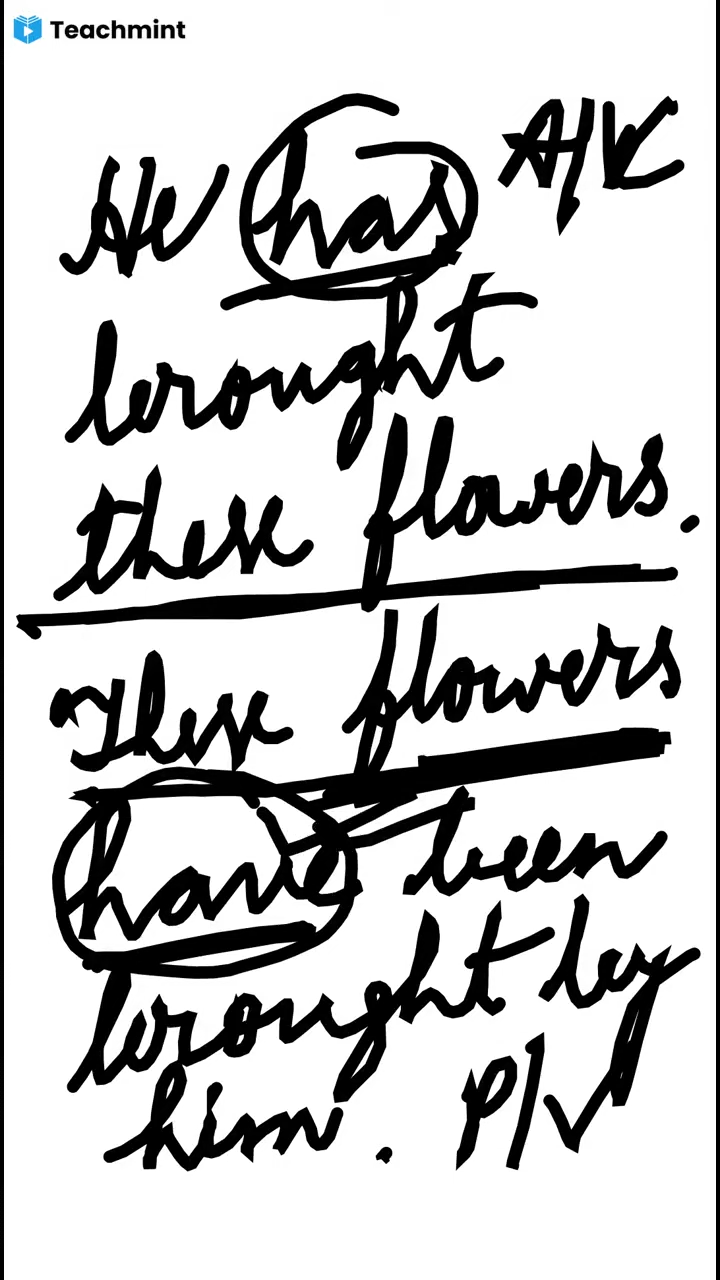 Teachmint
He has A/V
brought
these flowers.
These flowers
have been
brought by
him. P/V